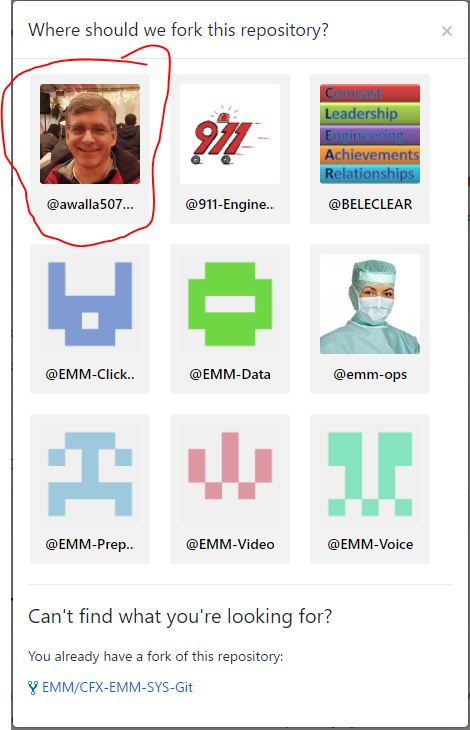 Where should we fork this repository?
×
911
Comcast
Leadership
Engineering
Achievements
Relationships
@awalla507...
@911-Engine...
@BELECLEAR
@EMM-Click..
@EMM-Data
@emm-ops
@EMM-Prep..
@EMM-Video
@EMM-Voice
Can't find what you're looking for?
You already have a fork of this repository:
EMM/CFX-EMM-SYS-Git